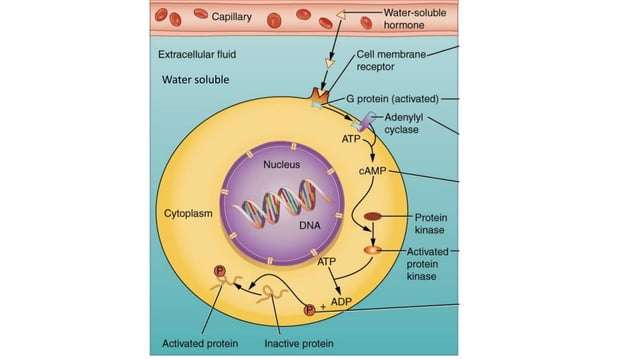 Capillary
Water-soluble
hormone
Extracellular fluid
Cell membrane
receptor
Water soluble
G protein (activated)
Adenylyl
cyclase
ATP
Nucleus
cAMP
Cytoplasm
DNA
Protein
kinase
ATP
Activated
protein
kinase
P
P
+
ADP
Activated protein
Inactive protein